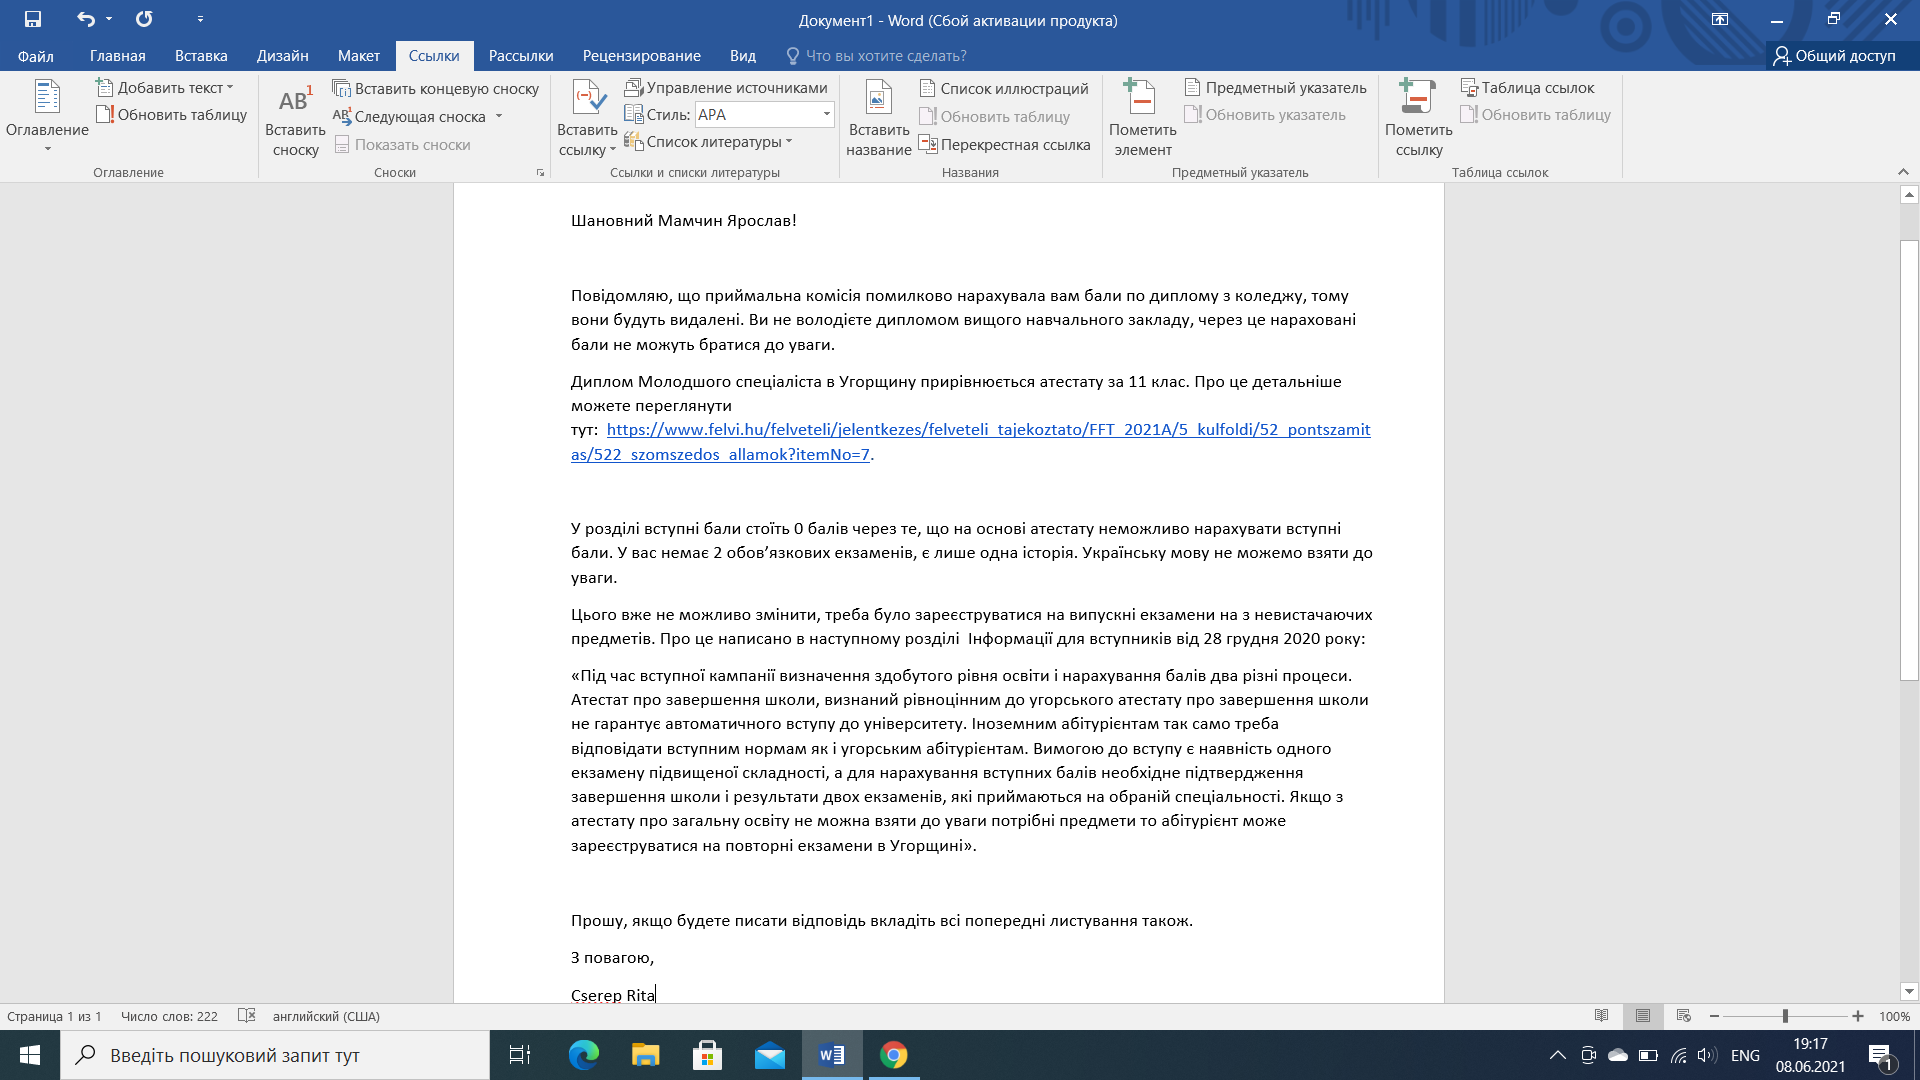 Документ1 - Word (Сбой активации продукта)
Файл Главная Вставка Дизайн Макет Ссылки Рассылки Рецензирование Вид Что вы хотите сделать? Общий доступ
Оглавление
Добавить текст
Обновить таблицу
Оглавление
AB1
Вставить сноску
Вставить концевую сноску
AB1 Следующая сноска
Показать сноски
Сноски
Вставить ссылку
Управление источниками
Стиль: APA
Список литературы
Ссылки и списки литературы
Вставить название
Список иллюстраций
Обновить таблицу
Перекрестная ссылка
Названия
Пометить элемент
Предметный указатель
Обновить указатель
Предметный указатель
Пометить ссылку
Таблица ссылок
Обновить таблицу
Таблица ссылок
Шановний Мамчин Ярослав!
Повідомляю, що приймальна комісія помилково нарахувала вам бали по диплому з коледжу, тому
вони будуть видалені. Ви не володієте дипломом вищого навчального закладу, через це нараховані
бали не можуть братися до уваги.
Диплом Молодшого спеціаліста в Угорщину прирівнюється атестату за 11 клас. Про це детальніше
можете переглянути
тут: https://www.felvi.hu/felveteli/jelentkezes/felveteli_tajekoztato/FFT_2021A/5_kulfoldi/52_pontszamit
as/522_szomszedos_allamok?itemNo=7.
У розділі вступні бали стоїть 0 балів через те, що на основі атестату неможливо нарахувати вступні
бали. У вас немає 2 обов’язкових екзаменів, є лише одна історія. Українську мову не можемо взяти до
уваги.
Цього вже не можливо змінити, треба було зареєструватися на випускні екзамени на з невистачаючих
предметів. Про це написано в наступному розділі Інформації для вступників від 28 грудня 2020 року:
«Під час вступної кампанії визначення здобутого рівня освіти і нарахування балів два різні процеси.
Атестат про завершення школи, визнаний рівноцінним до угорського атестату про завершення школи
не гарантує автоматичного вступу до університету. Іноземним абітурієнтам так само треба
відповідати вступним нормам як і угорським абітурієнтам. Вимогою до вступу є наявність одного
екзамену підвищеної складності, а для нарахування вступних балів необхідне підтвердження
завершення школи і результати двох екзаменів, які приймаються на обраній спеціальності. Якщо з
атестату про загальну освіту не можна взяти до уваги потрібні предмети то абітурієнт може
зареєструватися на повторні екзамени в Угорщині».
Прошу, якщо будете писати відповідь вкладіть всі попередні листування також.
З повагою,
Cserep Rita
Страница 1 из 1 Число слов: 222 английский (США) 100%
Введіть пошуковий запит тут
ENG
19:17
08.06.2021
1